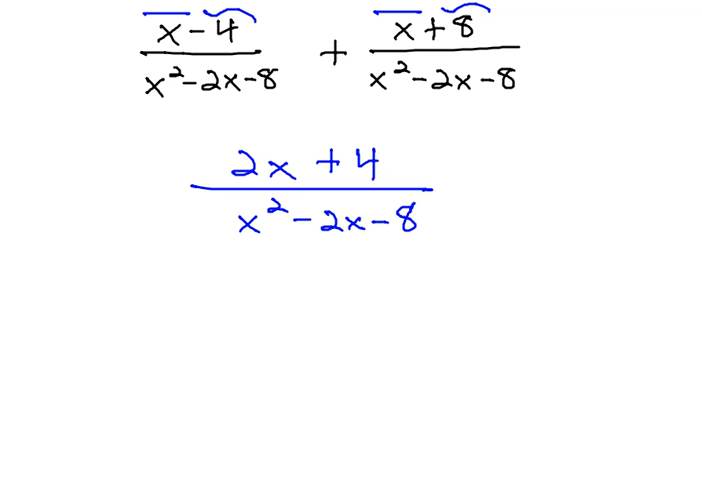 x - 4 + x + 8
x² - 2x - 8 x² - 2x - 8
2x + 4
x² - 2x - 8